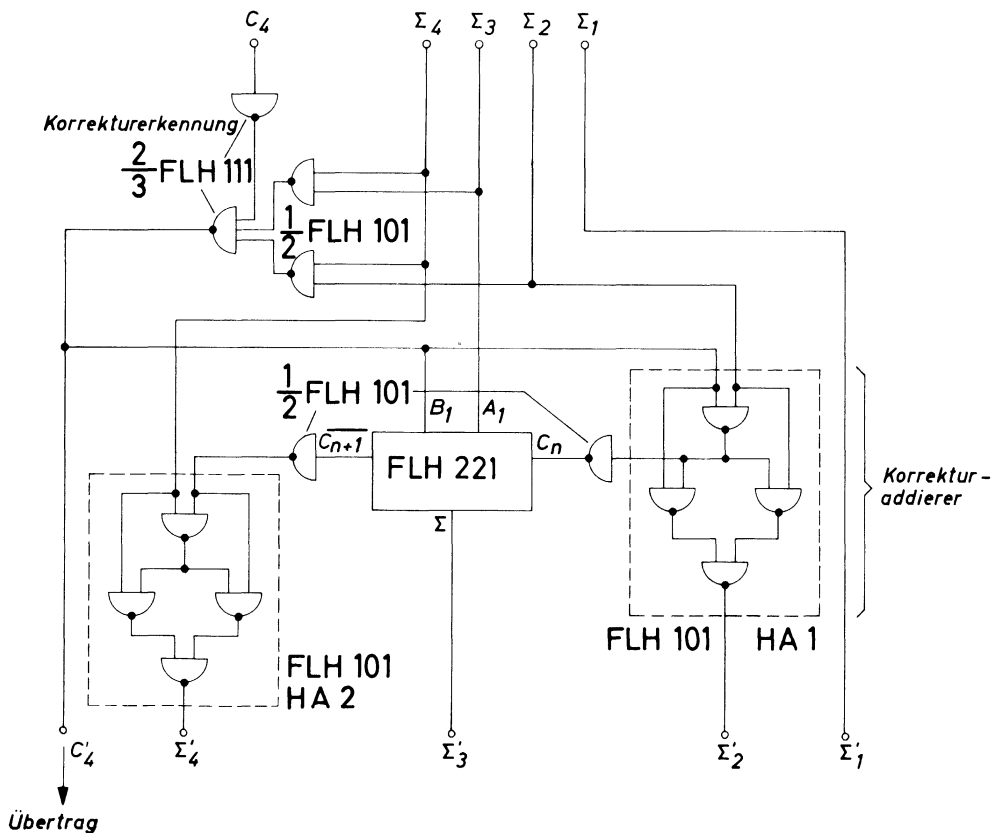 C4 Σ4 Σ3 Σ2 Σ1
Korrekturerkennung
2/3 FLH 111
1/2 FLH 101
1/2 FLH 101
B1 A1
C̅n+1̅
FLH 221
Cn
Σ
Korrektur-
addierer
FLH 101 HA 1
FLH 101
HA 2
C'4 Σ'4 Σ'3 Σ'2 Σ'1
Übertrag